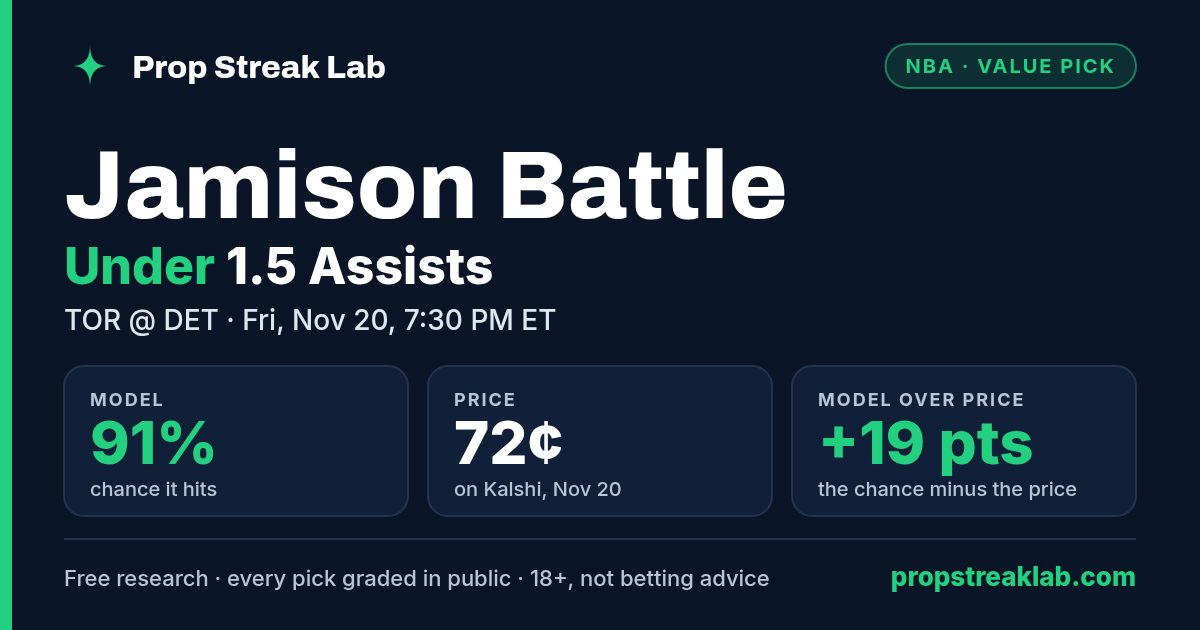 Prop Streak Lab
NBA · VALUE PICK
Jamison Battle
Under 1.5 Assists
TOR @ DET · Fri, Nov 20, 7:30 PM ET
MODEL
91%
chance it hits
PRICE
72¢
on Kalshi, Nov 20
MODEL OVER PRICE
+19 pts
the chance minus the price
Free research · every pick graded in public · 18+, not betting advice
propstreaklab.com